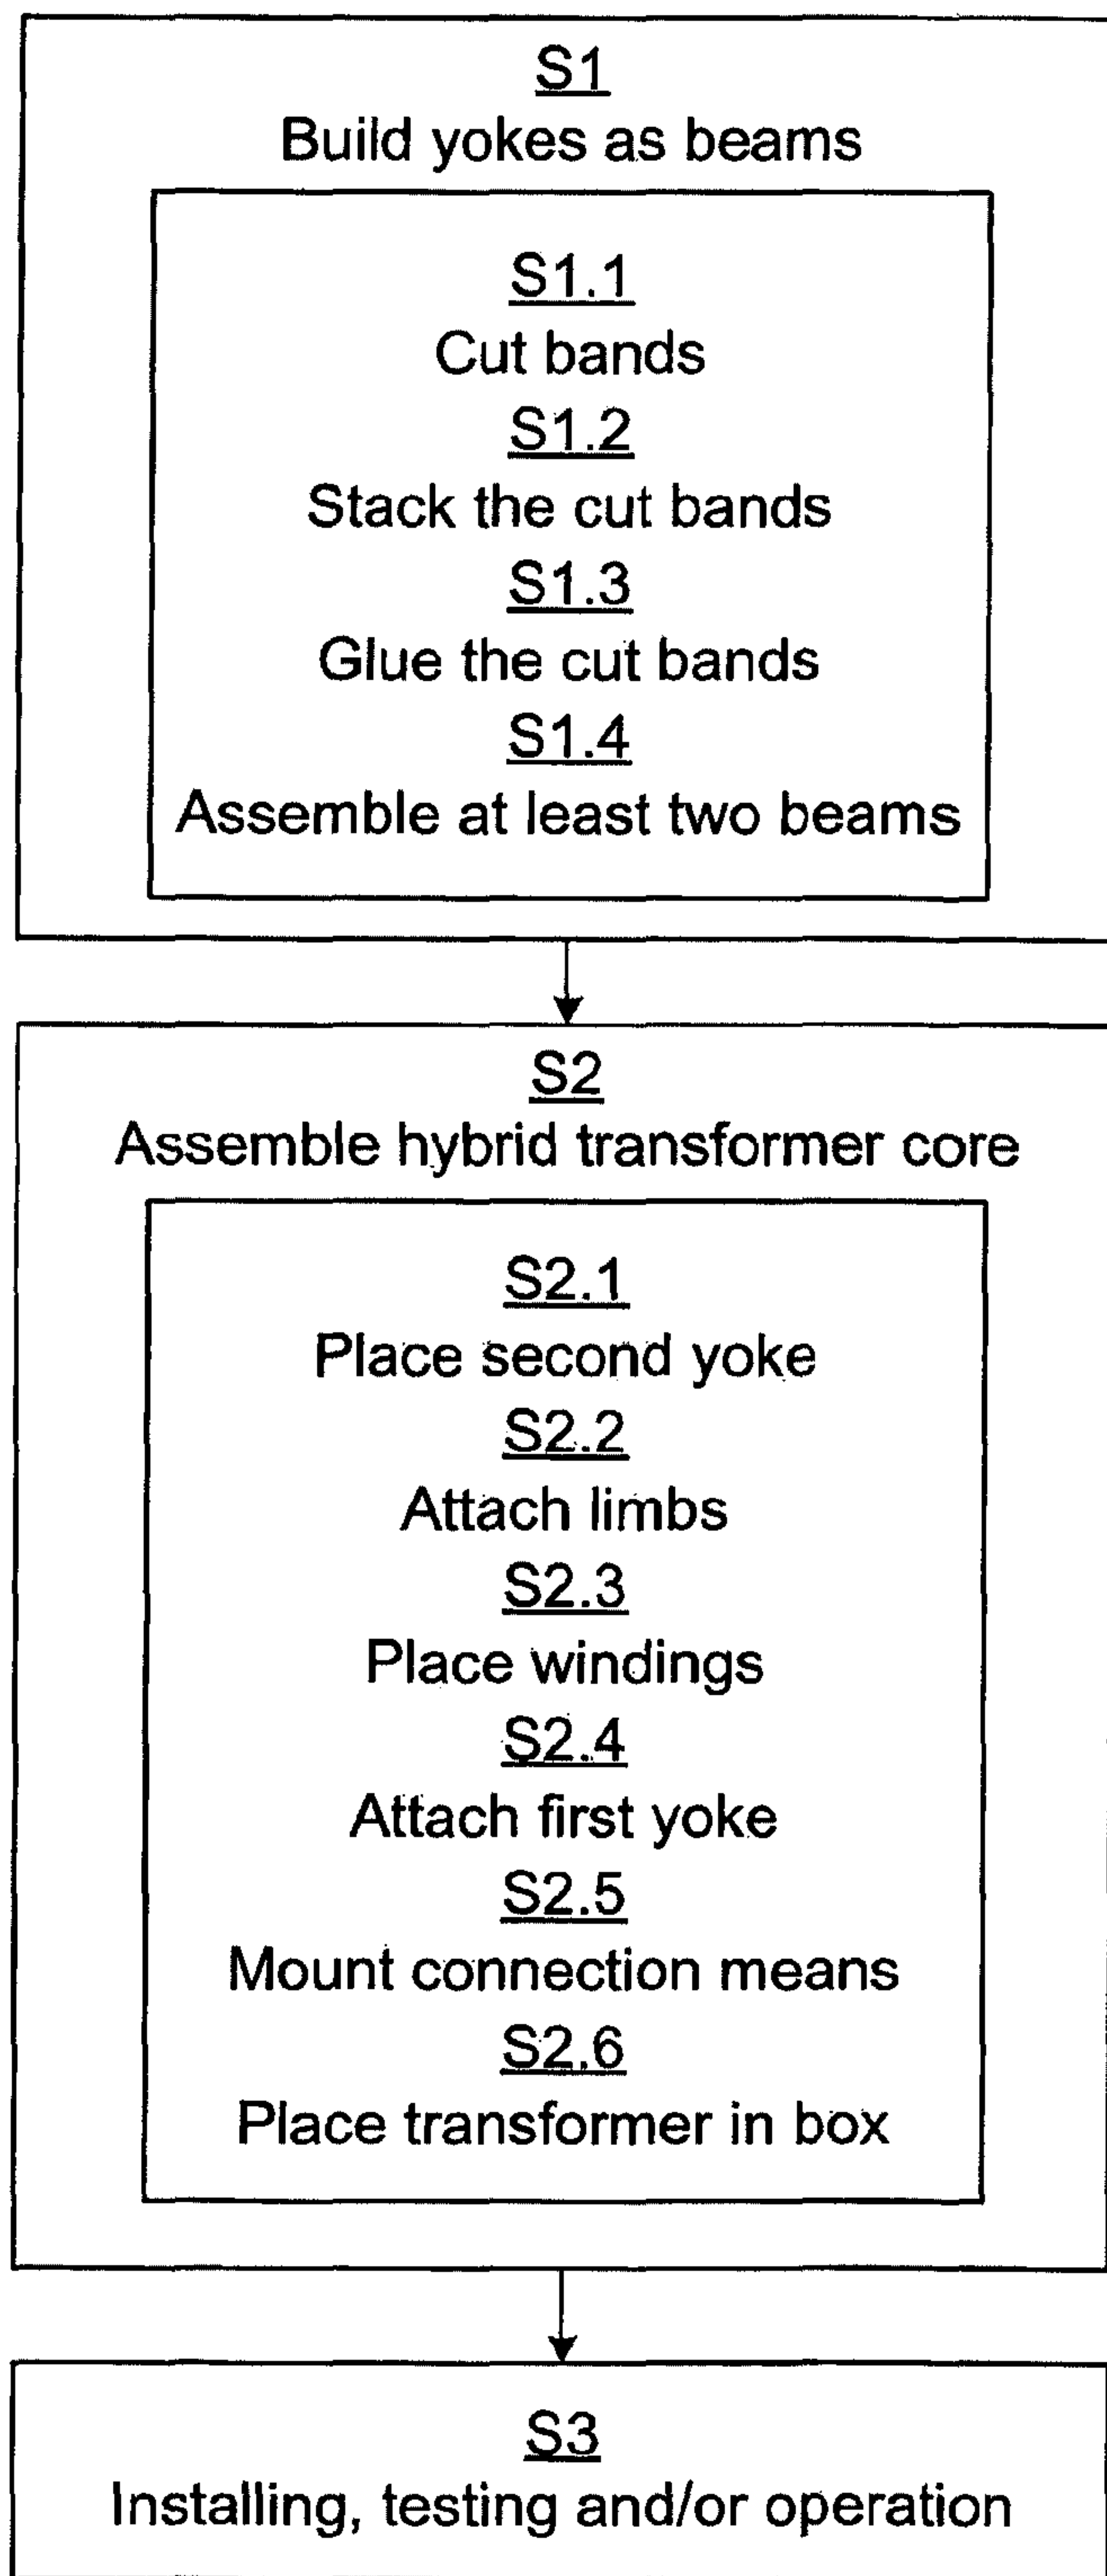 S1
Build yokes as beams
S1.1
Cut bands
S1.2
Stack the cut bands
S1.3
Glue the cut bands
S1.4
Assemble at least two beams
S2
Assemble hybrid transformer core
S2.1
Place second yoke
S2.2
Attach limbs
S2.3
Place windings
S2.4
Attach first yoke
S2.5
Mount connection means
S2.6
Place transformer in box
S3
Installing, testing and/or operation